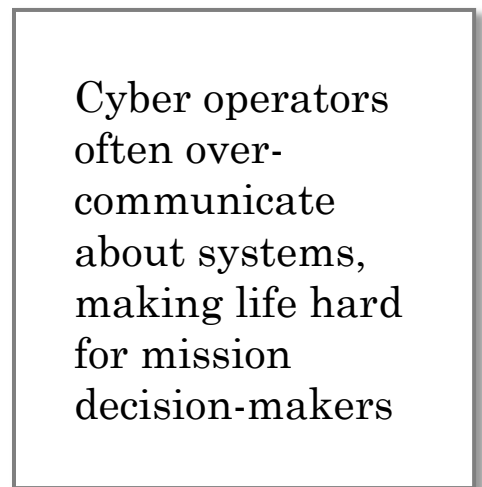 Cyber operators
often over-
communicate
about systems,
making life hard
for mission
decision-makers